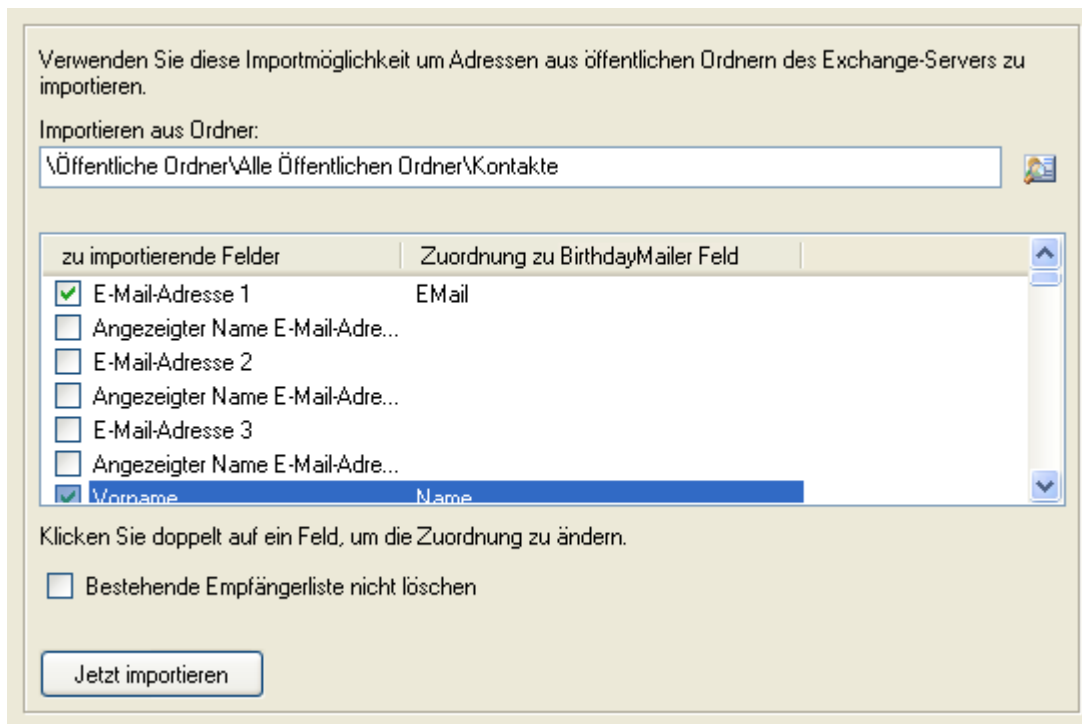 Verwenden Sie diese Importmöglichkeit um Adressen aus öffentlichen Ordnern des Exchange-Servers zu
importieren.
Importieren aus Ordner:
\Öffentliche Ordner\Alle Öffentlichen Ordner\Kontakte
zu importierende Felder Zuordnung zu BirthdayMailer Feld
E-Mail-Adresse 1 EMail
Angezeigter Name E-Mail-Adre...
E-Mail-Adresse 2
Angezeigter Name E-Mail-Adre...
E-Mail-Adresse 3
Angezeigter Name E-Mail-Adre...
Vorname Name
Klicken Sie doppelt auf ein Feld, um die Zuordnung zu ändern.
Bestehende Empfängerliste nicht löschen
Jetzt importieren